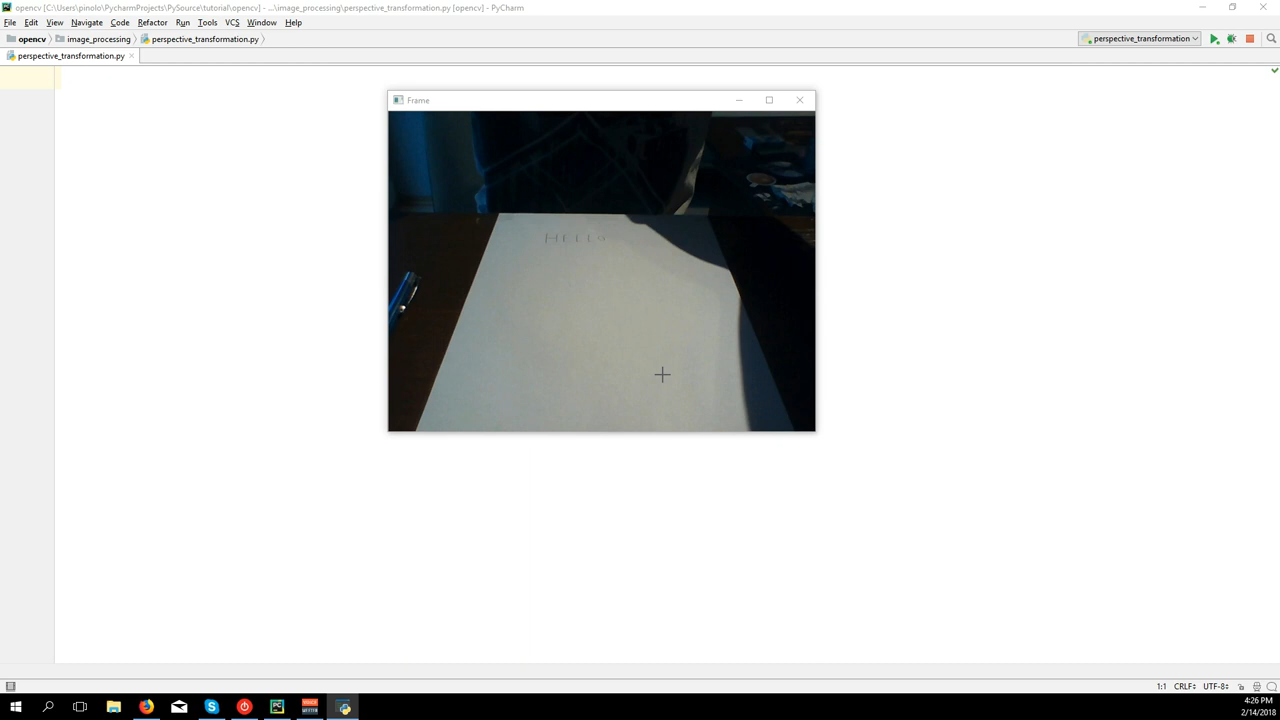 opencv [C:\Users\pinolo\PycharmProjects\PySource\tutorial\opencv] - ...\image_processing\perspective_transformation.py [opencv] - PyCharm
File Edit View Navigate Code Refactor Run Tools VCS Window Help
opencv image_processing perspective_transformation.py perspective_transformation
perspective_transformation.py
Frame
Hello
1:1 CRLF UTF-8
4:26 PM
2/14/2018